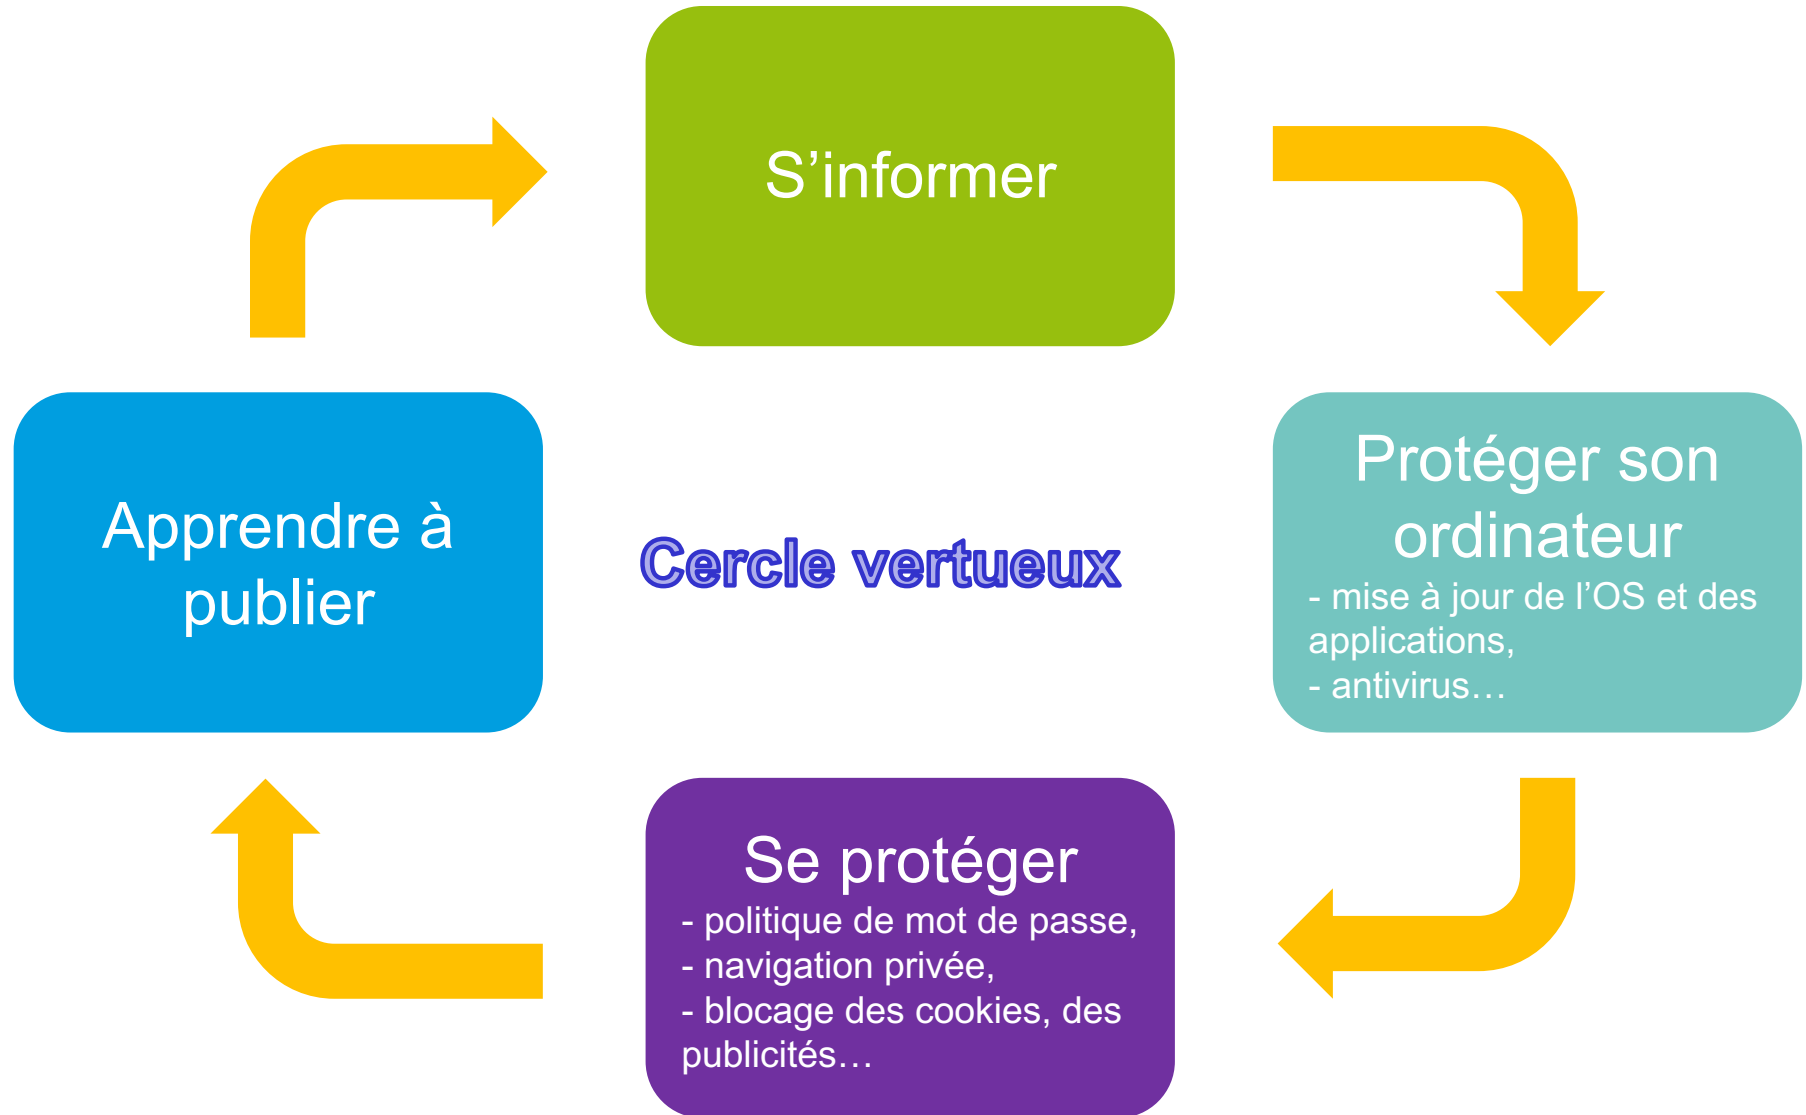 S’informer
Apprendre à
publier
Cercle vertueux
Protéger son
ordinateur
- mise à jour de l’OS et des
applications,
- antivirus…
Se protéger
- politique de mot de passe,
- navigation privée,
- blocage des cookies, des
publicités…